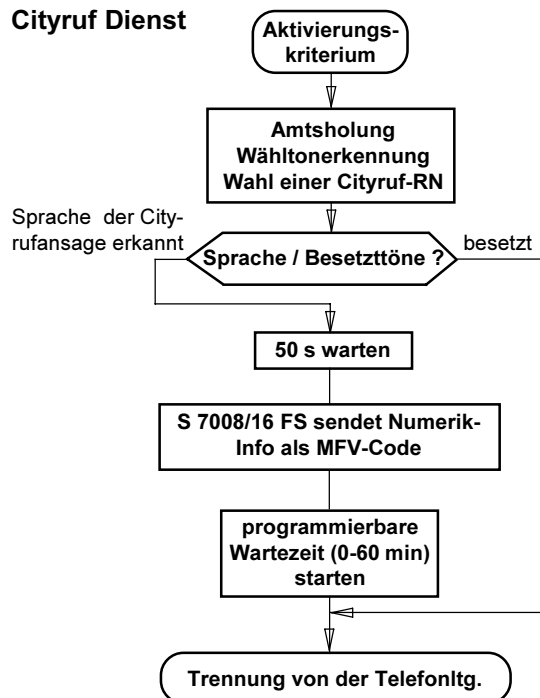 Cityruf Dienst
Aktivierungs-
kriterium
Amtsholung
Wähltonerkennung
Wahl einer Cityruf-RN
Sprache der City-
rufansage erkannt
Sprache / Besetzttöne ?
besetzt
50 s warten
S 7008/16 FS sendet Numerik-
Info als MFV-Code
programmierbare
Wartezeit (0-60 min)
starten
Trennung von der Telefonltg.